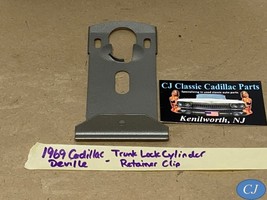 CJ Classic Cadillac Parts
Kenilworth, NJ
1969 Cadillac Trunk Lock Cylinder
Deville - Retainer Clip
CJ